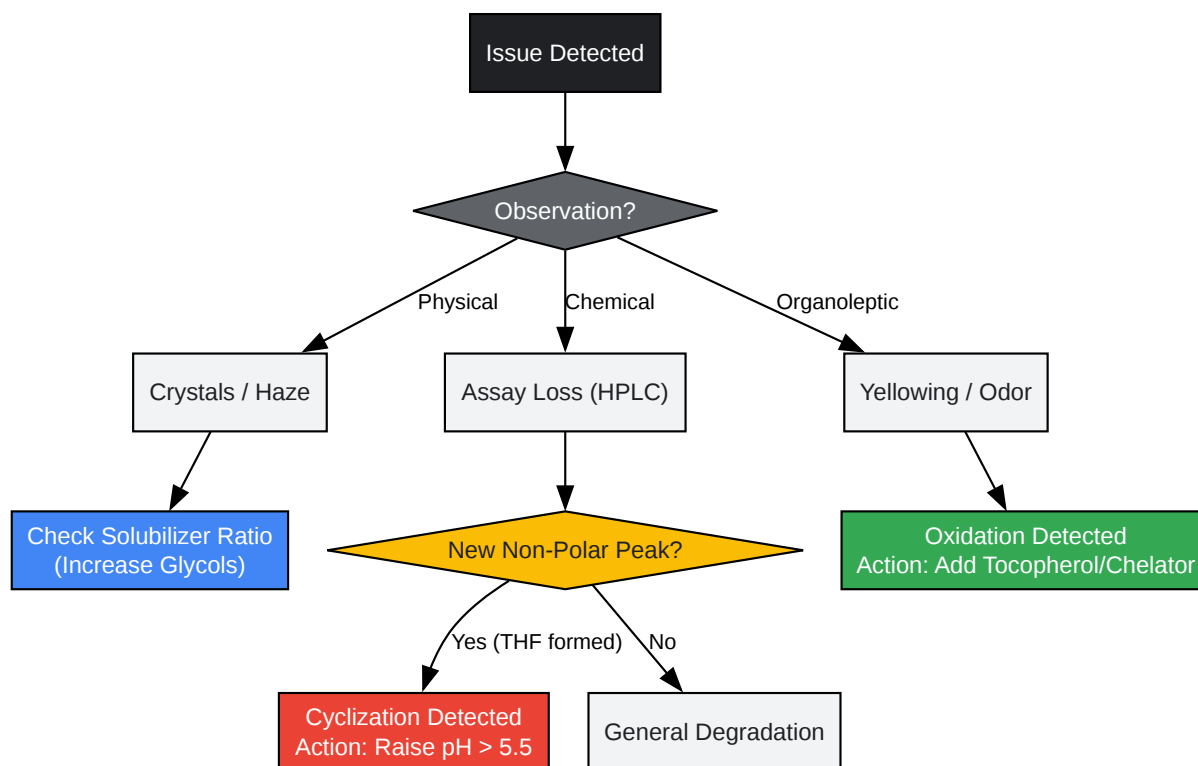 Issue Detected
Observation?
Physical
Chemical
Organoleptic
Crystals / Haze
Assay Loss (HPLC)
Yellowing / Odor
Check Solubilizer Ratio
(Increase Glycols)
New Non-Polar Peak?
Oxidation Detected
Action: Add Tocopherol/Chelator
Yes (THF formed)
No
Cyclization Detected
Action: Raise pH > 5.5
General Degradation